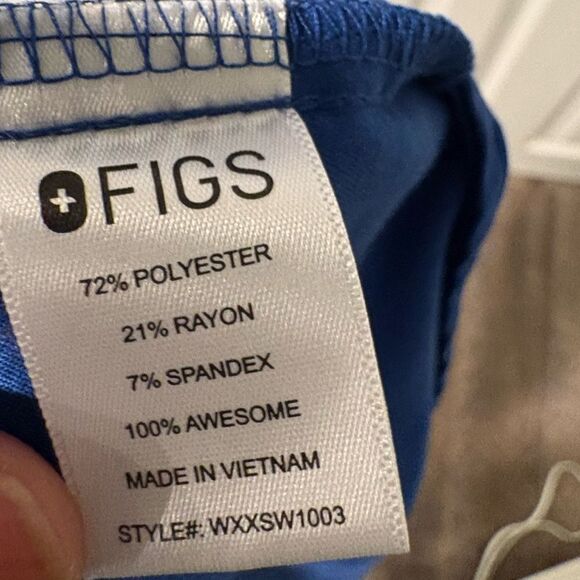 FIGS
72% POLYESTER
21% RAYON
7% SPANDEX
100% AWESOME
MADE IN VIETNAM
STYLE#: WXXSW1003